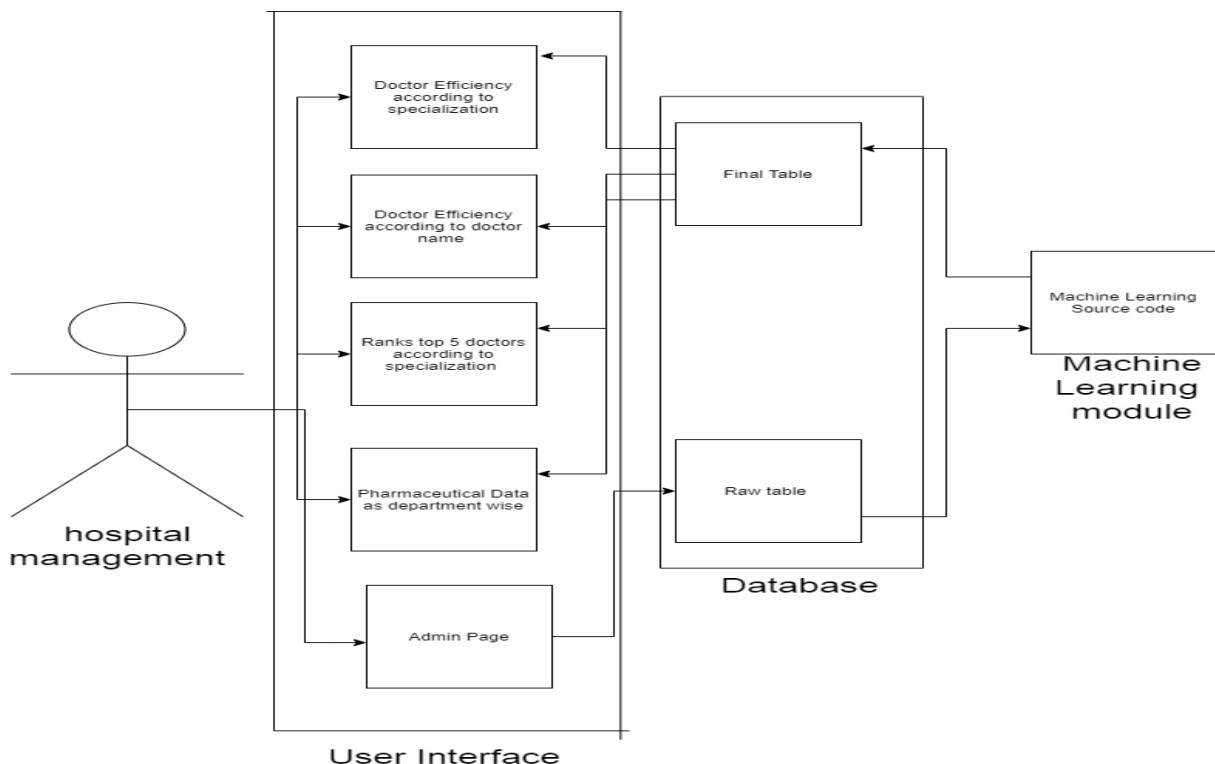 Doctor Efficiency
according to
specialization
Doctor Efficiency
according to doctor
name
Ranks top 5 doctors
according to
specialization
Pharmaceutical Data
as department wise
Admin Page
User Interface
hospital
management
Final Table
Raw table
Database
Machine Learning
Source code
Machine
Learning
module